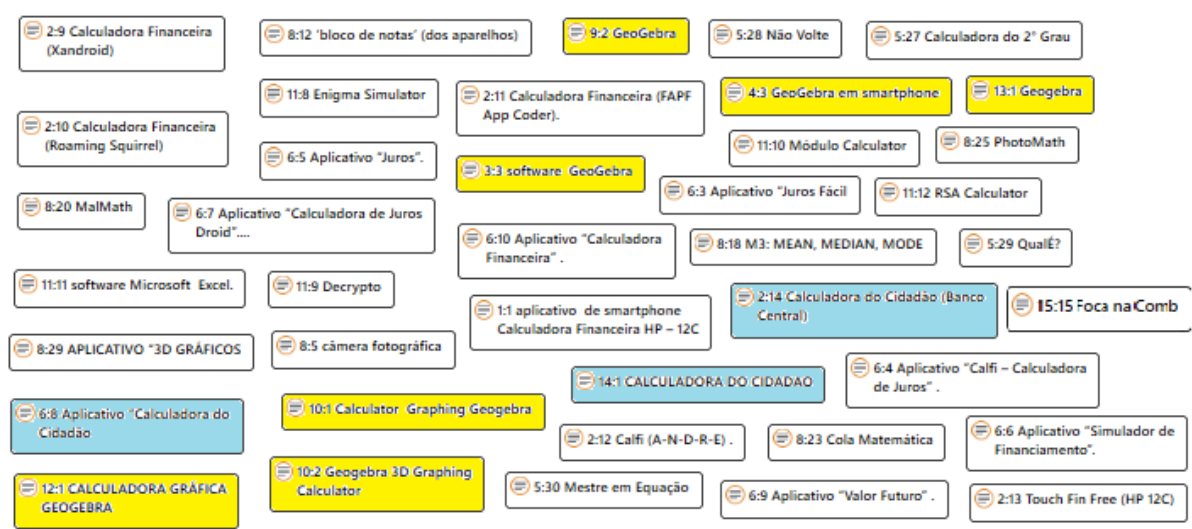 2:9 Calculadora Financeira
(Xandroid)
8:12 'bloco de notas' (dos aparelhos)
9:2 GeoGebra
5:28 Não Volte
5:27 Calculadora do 2° Grau
11:8 Enigma Simulator
2:11 Calculadora Financeira (FAPF
App Coder).
4:3 GeoGebra em smartphone
13:1 Geogebra
2:10 Calculadora Financeira
(Roaming Squirrel)
6:5 Aplicativo "Juros".
3:3 software GeoGebra
11:10 Módulo Calculator
8:25 PhotoMath
8:20 MalMath
6:7 Aplicativo "Calculadora de Juros
Droid"....
6:3 Aplicativo "Juros Fácil
11:12 RSA Calculator
6:10 Aplicativo "Calculadora
Financeira" .
8:18 M3: MEAN, MEDIAN, MODE
5:29 QualÉ?
11:11 software Microsoft Excel.
11:9 Decrypto
1:1 aplicativo de smartphone
Calculadora Financeira HP – 12C
2:14 Calculadora do Cidadão (Banco
Central)
15:15 Foca na Comb
8:29 APLICATIVO "3D GRÁFICOS
8:5 câmera fotográfica
14:1 CALCULADORA DO CIDADAO
6:4 Aplicativo "Calfi – Calculadora
de Juros" .
6:8 Aplicativo "Calculadora do
Cidadão
10:1 Calculator Graphing Geogebra
2:12 Calfi (A-N-D-R-E) .
8:23 Cola Matemática
6:6 Aplicativo "Simulador de
Financiamento".
12:1 CALCULADORA GRÁFICA
GEOGEBRA
10:2 Geogebra 3D Graphing
Calculator
5:30 Mestre em Equação
6:9 Aplicativo "Valor Futuro" .
2:13 Touch Fin Free (HP 12C)